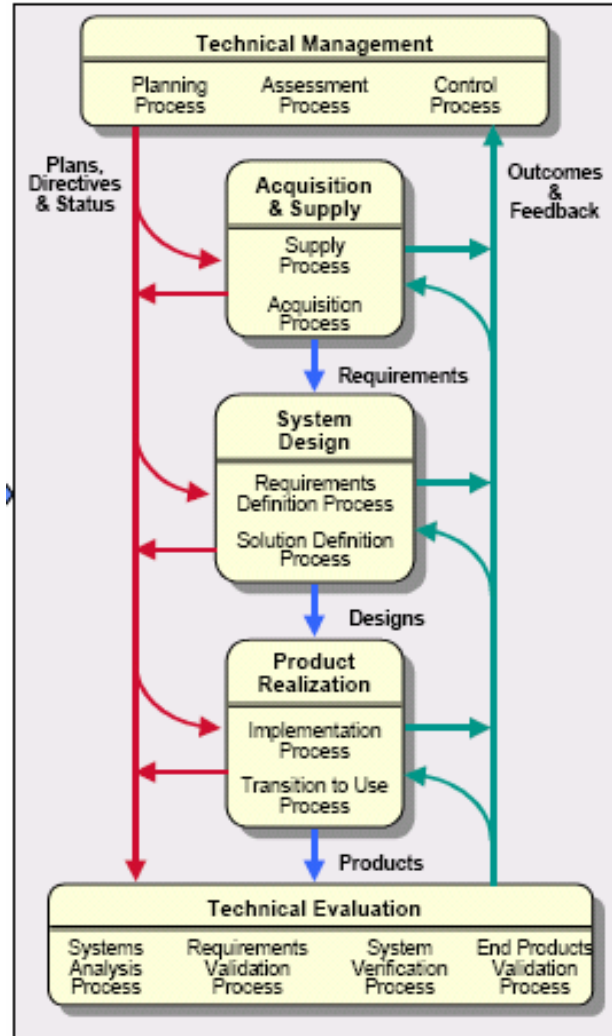 Technical Management
Planning
Process
Assessment
Process
Control
Process
Plans,
Directives
& Status
Outcomes
&
Feedback
Acquisition
& Supply
Supply
Process
Acquisition
Process
Requirements
System
Design
Requirements
Definition Process
Solution Definition
Process
Designs
Product
Realization
Implementation
Process
Transition to Use
Process
Products
Technical Evaluation
Systems
Analysis
Process
Requirements
Validation
Process
System
Verification
Process
End Products
Validation
Process